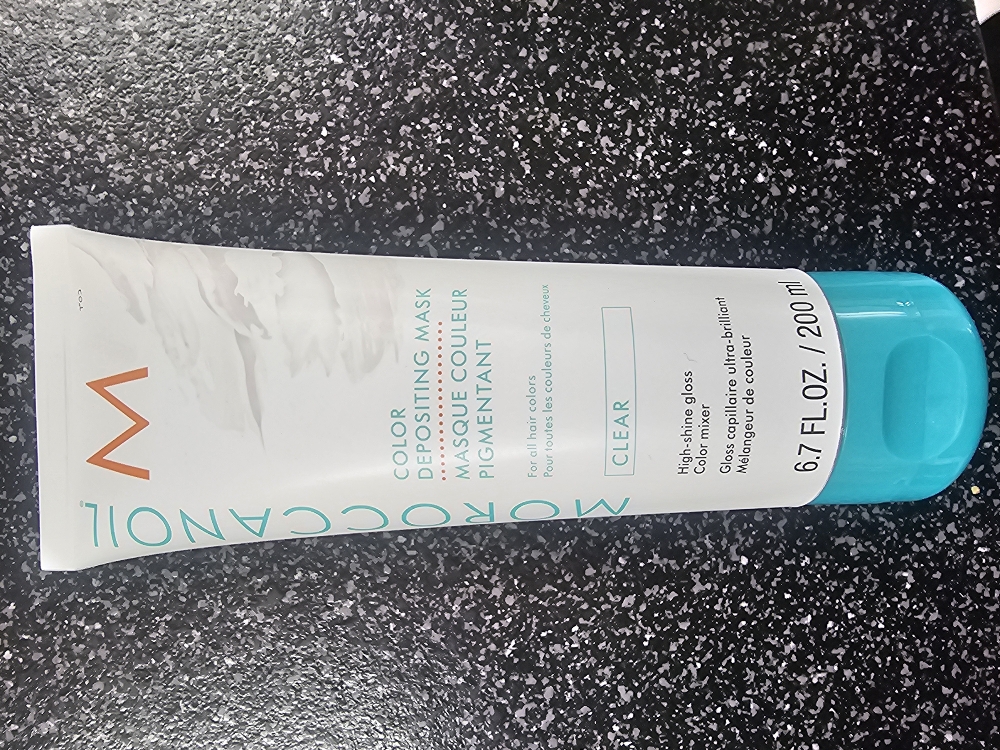 M
MOROCCANOIL
COLOR
DEPOSITING MASK
MASQUE COULEUR
PIGMENTANT
For all hair colors
Pour toutes les couleurs de cheveux
CLEAR
High-shine gloss
Color mixer
Gloss capillaire ultra-brillant
Mélangeur de couleur
6.7 FL.OZ. / 200 ml